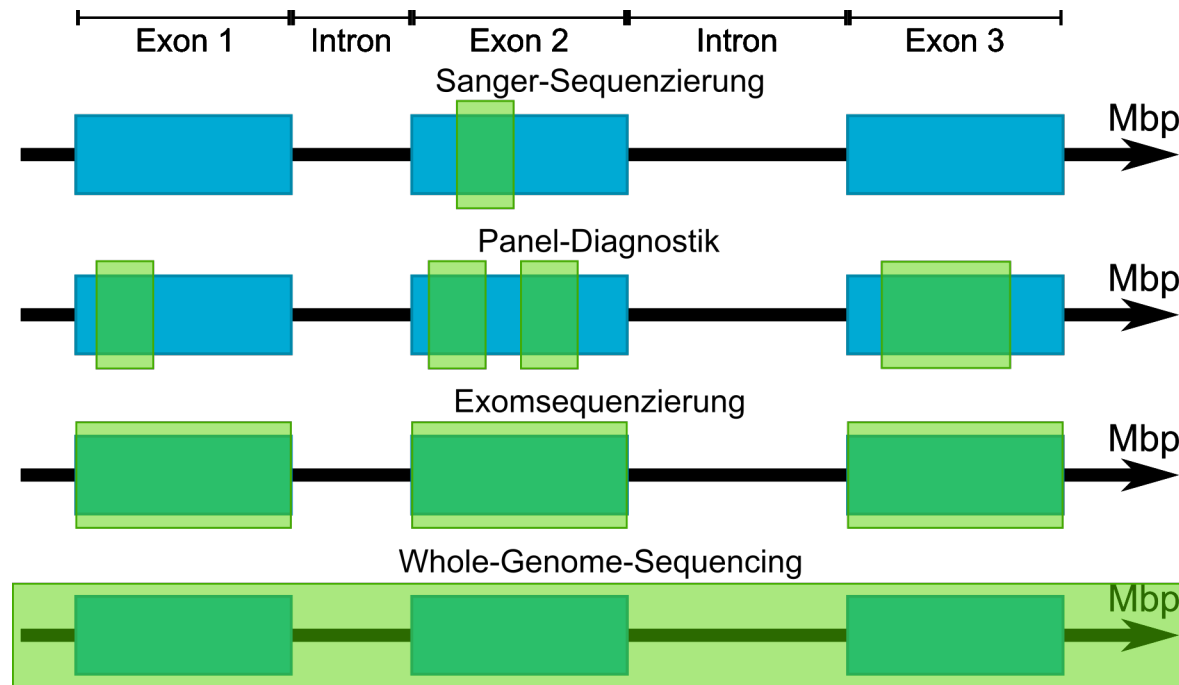 Exon 1 Intron Exon 2 Intron Exon 3
Sanger-Sequenzierung
Mbp
Panel-Diagnostik
Mbp
Exomsequenzierung
Mbp
Whole-Genome-Sequencing
Mbp